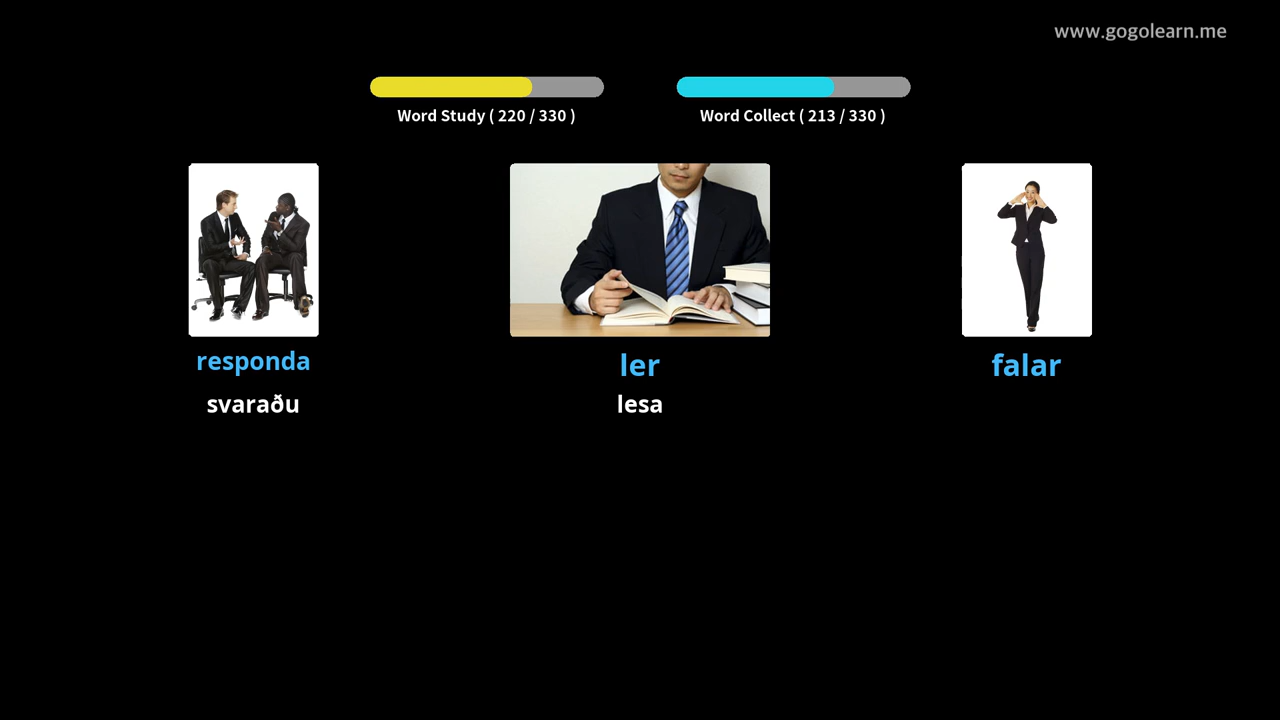 www.gogolearn.me
Word Study ( 220 / 330 )
Word Collect ( 213 / 330 )
responda
svaraðu
ler
lesa
falar